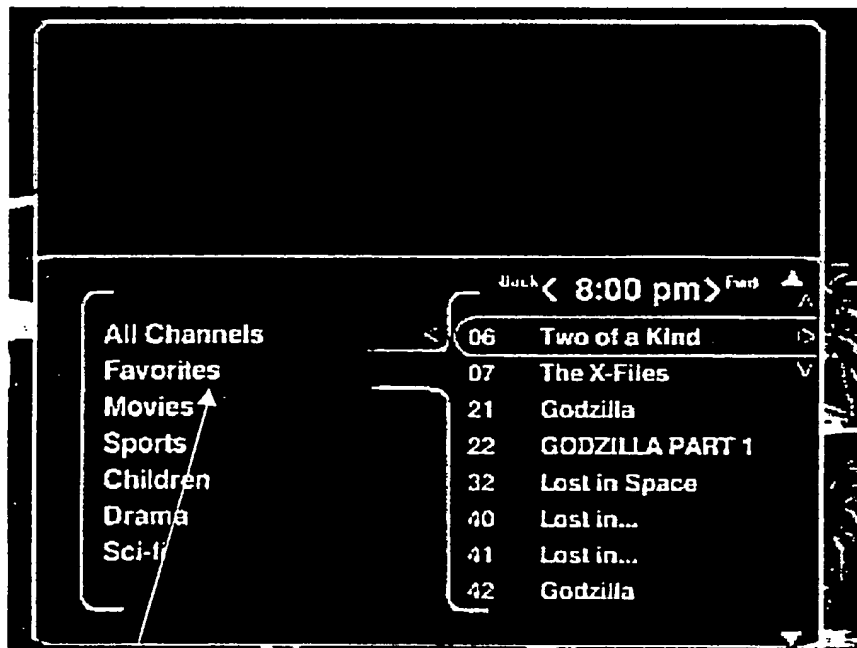 Back < 8:00 pm > Fwd
All Channels
Favorites
Movies
Sports
Children
Drama
Sci-fi
06 Two of a Kind
07 The X-Files
21 Godzilla
22 GODZILLA PART 1
32 Lost in Space
40 Lost in...
41 Lost in...
42 Godzilla